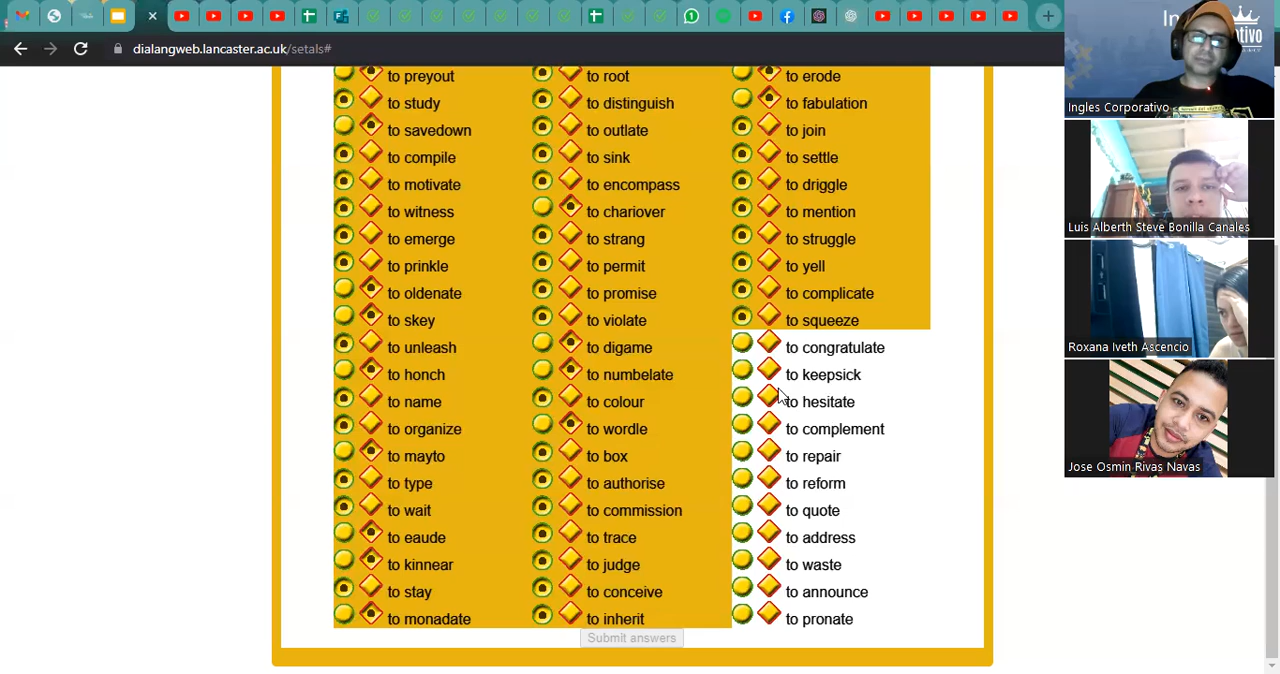 dialangweb.lancaster.ac.uk/setals#
to preyout
to study
to savedown
to compile
to motivate
to witness
to emerge
to prinkle
to oldenate
to skey
to unleash
to honch
to name
to organize
to mayto
to type
to wait
to eaude
to kinnear
to stay
to monadate
to root
to distinguish
to outlate
to sink
to encompass
to chariover
to strang
to permit
to promise
to violate
to digame
to numbelate
to colour
to wordle
to box
to authorise
to commission
to trace
to judge
to conceive
to inherit
to erode
to fabulation
to join
to settle
to driggle
to mention
to struggle
to yell
to complicate
to squeeze
to congratulate
to keepsick
to hesitate
to complement
to repair
to reform
to quote
to address
to waste
to announce
to pronate
Submit answers
Ingles Corporativo
Luis Alberth Steve Bonilla Canales
Roxana Iveth Ascencio
Jose Osmin Rivas Navas